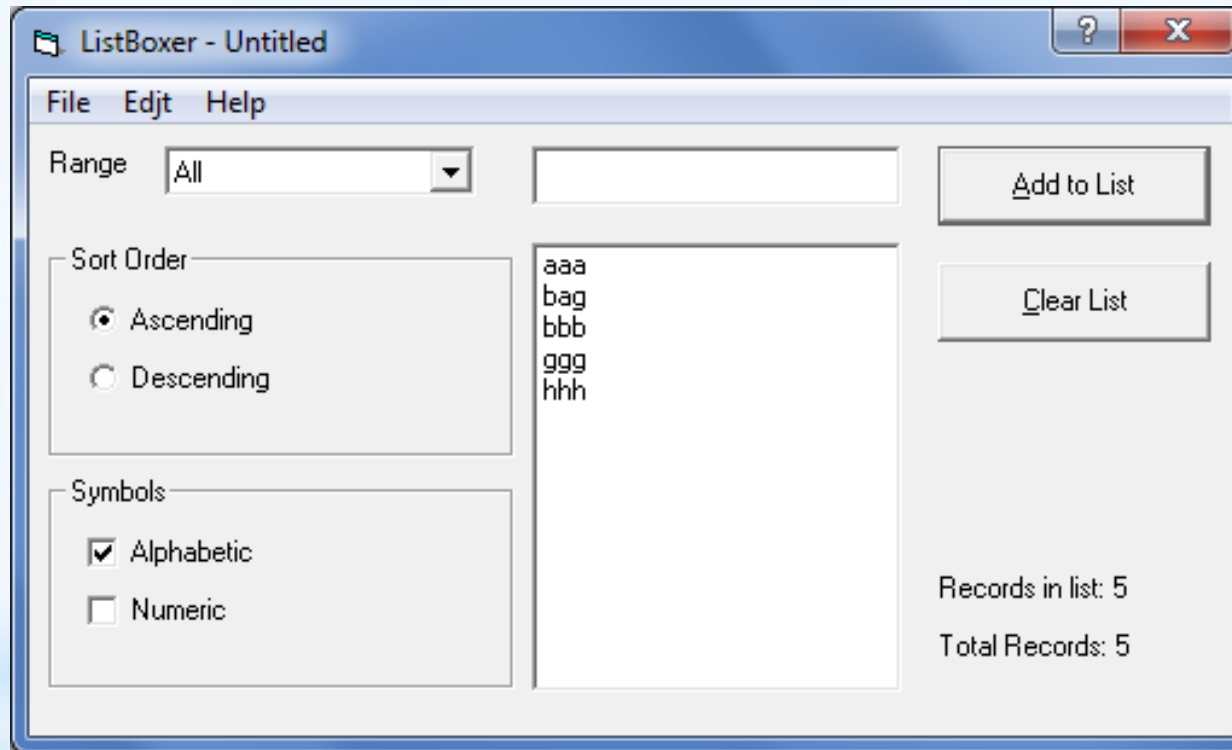 ListBoxer - Untitled
File Edjt Help
Range All
Add to List
Sort Order
Ascending
Descending
aaa
bag
bbb
ggg
hhh
Clear List
Symbols
Alphabetic
Numeric
Records in list: 5
Total Records: 5